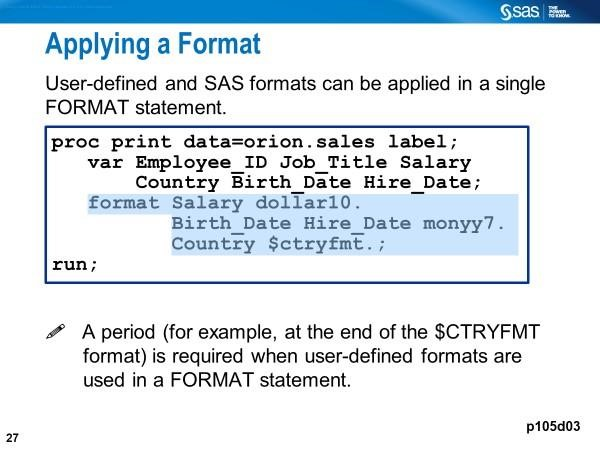 sas THE POWER TO KNOW.
Applying a Format
User-defined and SAS formats can be applied in a single
FORMAT statement.
proc print data=orion.sales label;
var Employee_ID Job_Title Salary
Country Birth_Date Hire_Date;
format Salary dollar10.
Birth_Date Hire_Date monyy7.
Country $ctryfmt.;
run;
A period (for example, at the end of the $CTRYFMT
format) is required when user-defined formats are
used in a FORMAT statement.
p105d03
27